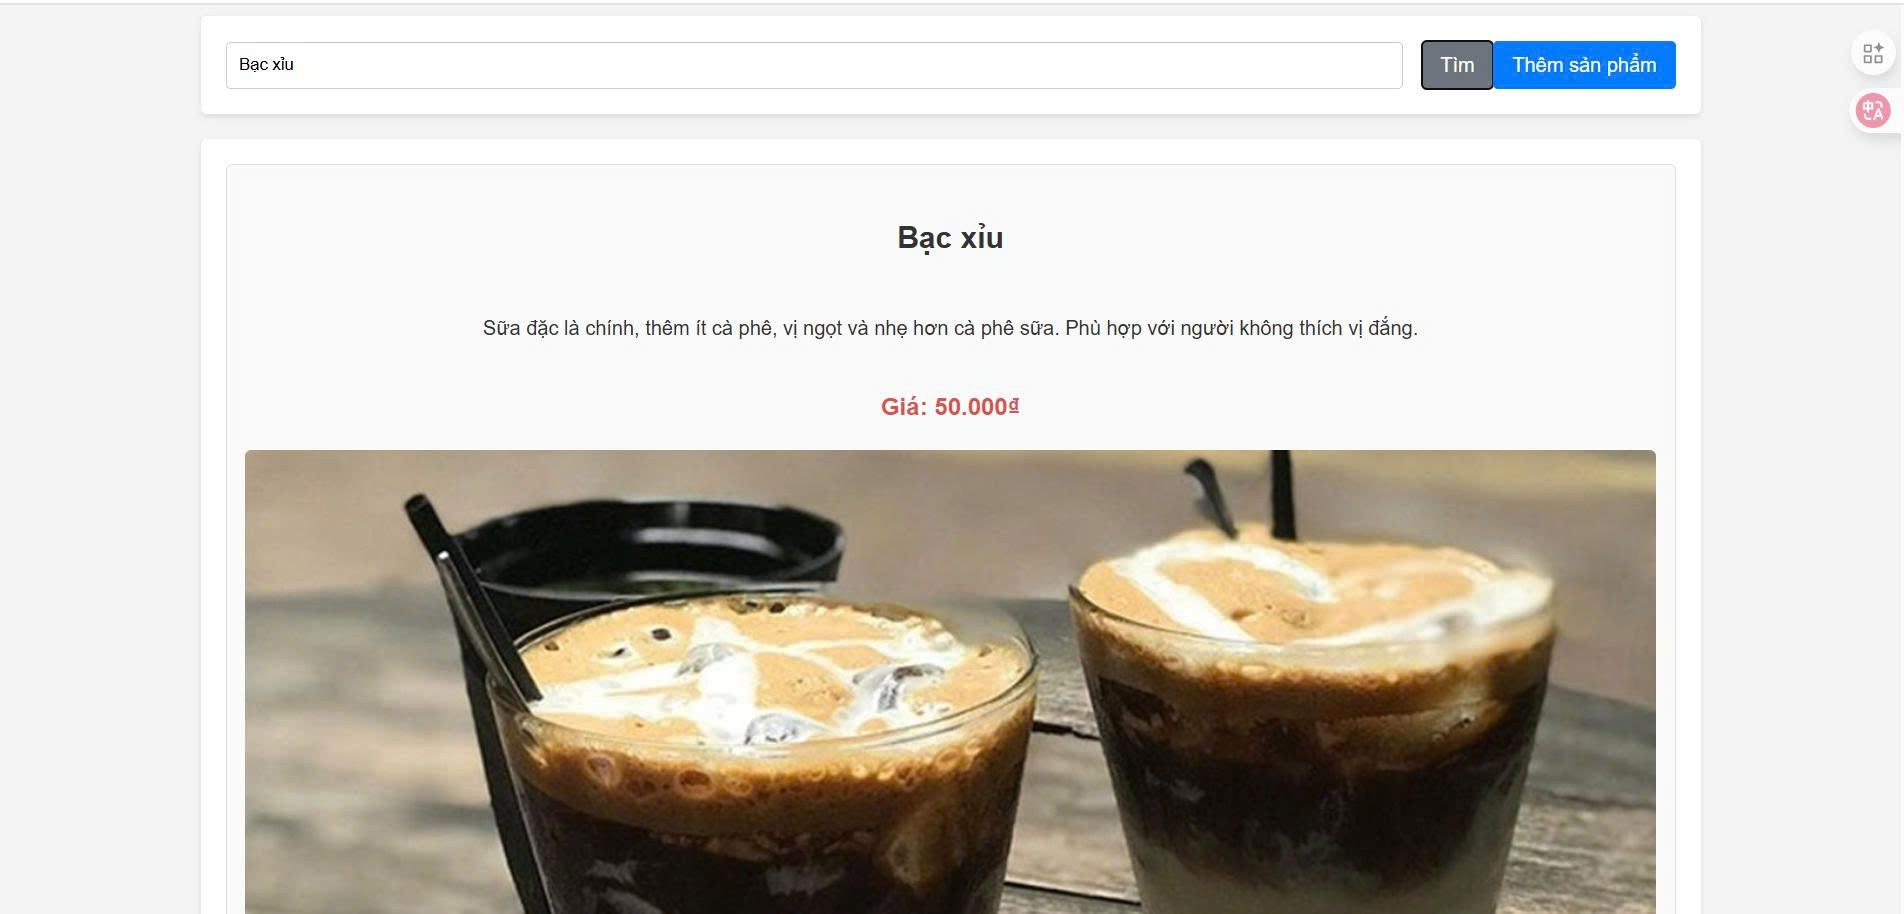 Bạc xỉu
Tìm
Thêm sản phẩm
Bạc xỉu
Sữa đặc là chính, thêm ít cà phê, vị ngọt và nhẹ hơn cà phê sữa. Phù hợp với người không thích vị đắng.
Giá: 50.000₫